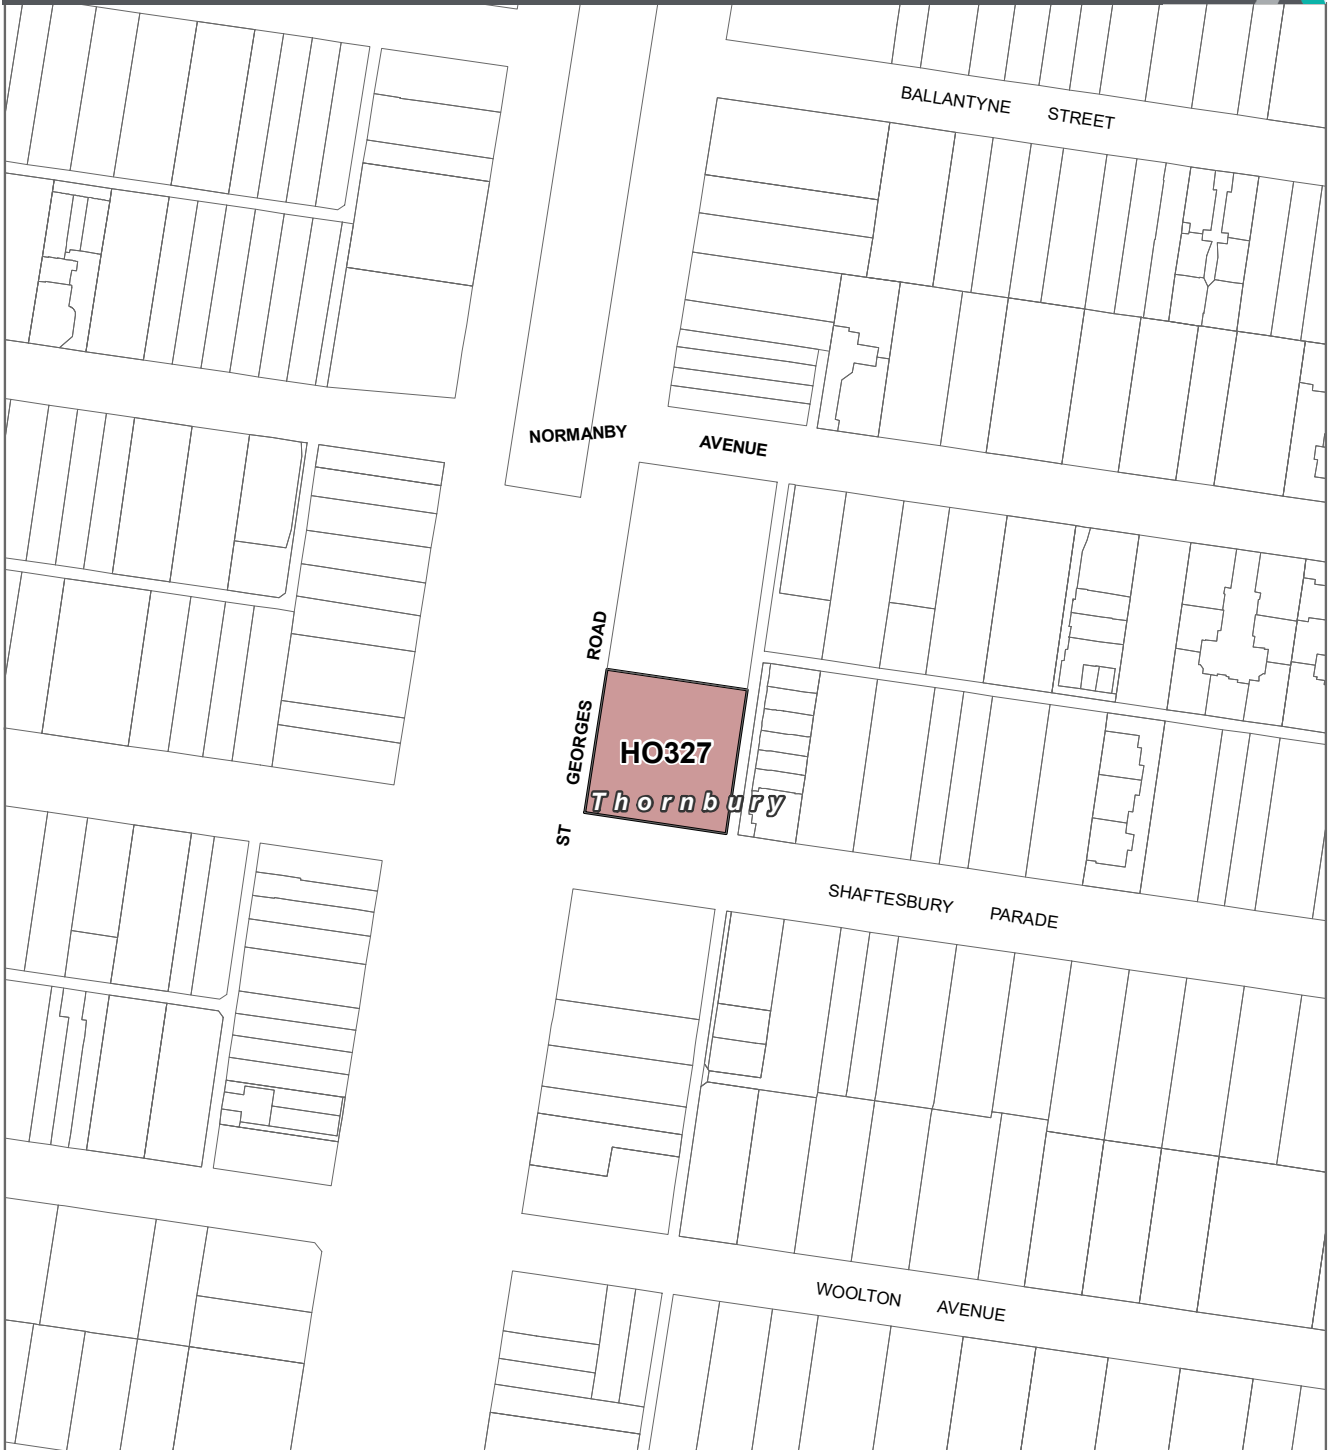 BALLANTYNE STREET
NORMANBY AVENUE
ST GEORGES ROAD
HO327
Thornbury
SHAFTESBURY PARADE
WOOLTON AVENUE